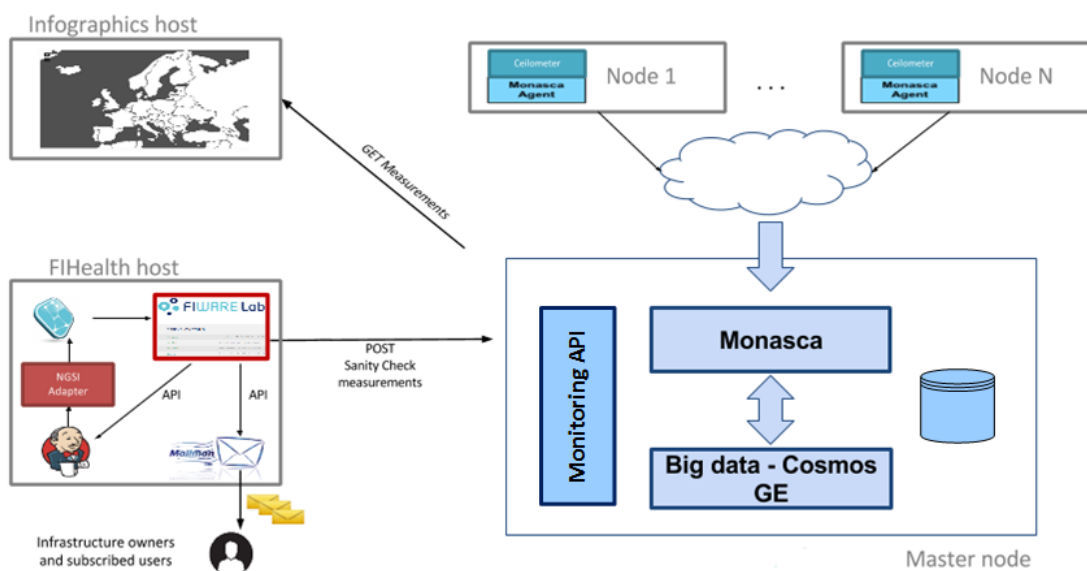 Infographics host
Ceilometer
Monasca
Agent
Node 1
...
Ceilometer
Monasca
Agent
Node N
GET Measurements
FIHealth host
FIWARE Lab
NGSI
Adapter
API
API
Mailman
POST
Sanity Check
measurements
Monitoring API
Monasca
Big data - Cosmos
GE
Infrastructure owners
and subscribed users
Master node